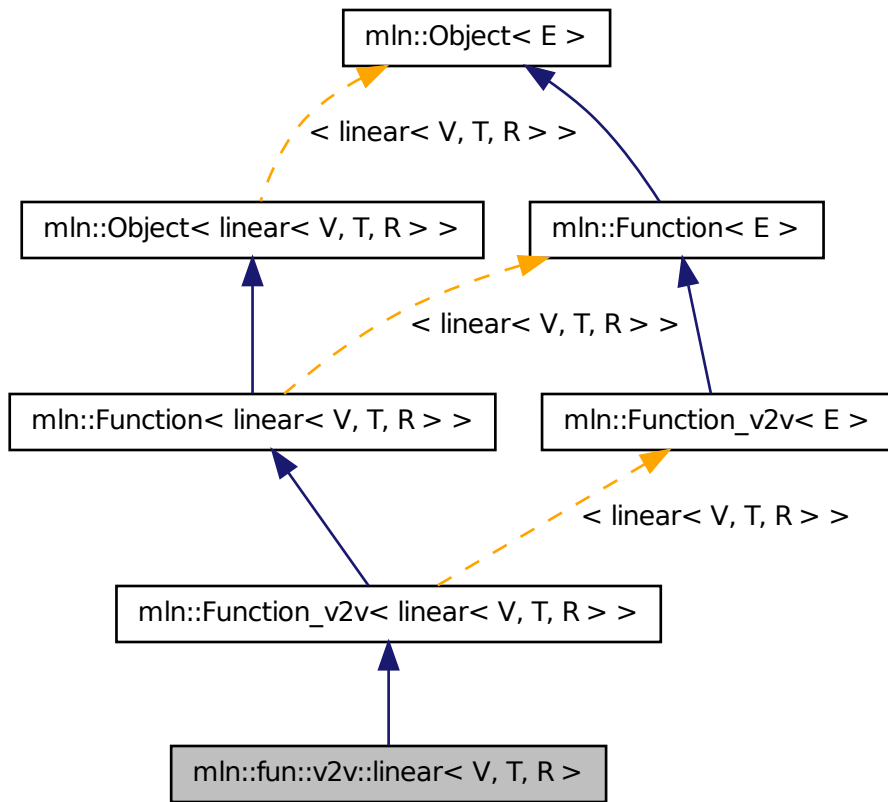 mln::Object< E >
< linear< V, T, R > >
mln::Object< linear< V, T, R > >
mln::Function< E >
< linear< V, T, R > >
mln::Function< linear< V, T, R > >
mln::Function_v2v< E >
< linear< V, T, R > >
mln::Function_v2v< linear< V, T, R > >
mln::fun::v2v::linear< V, T, R >